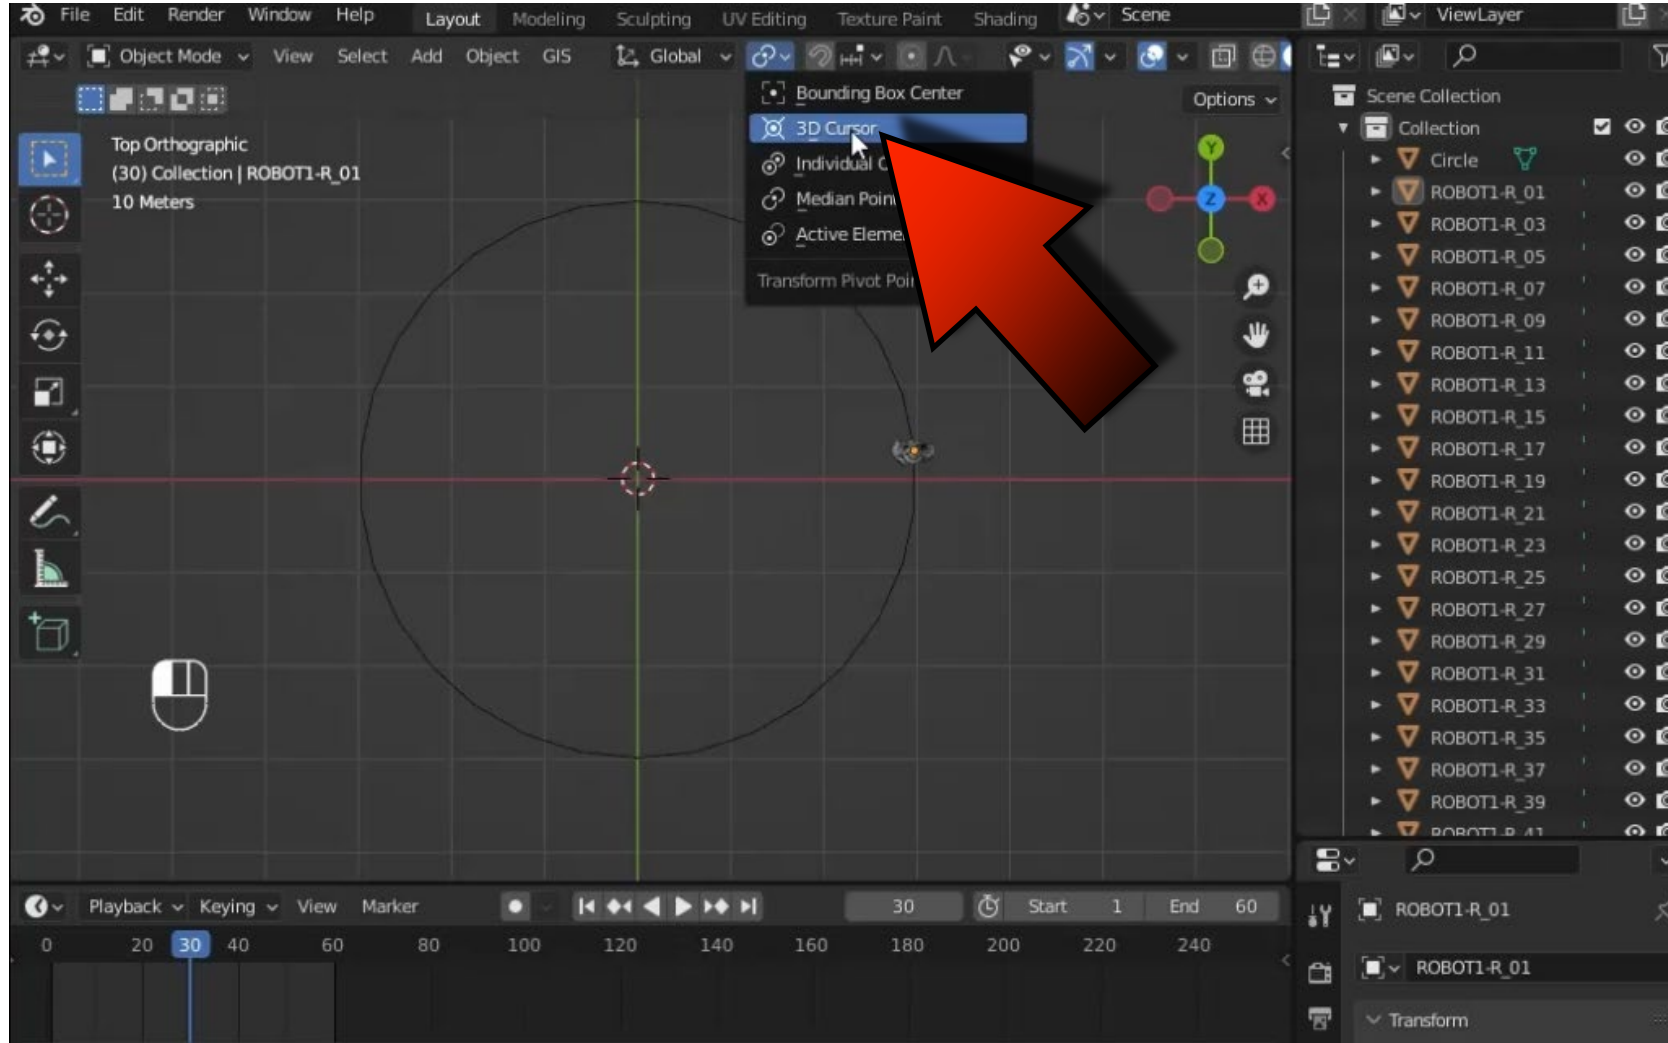 File Edit Render Window Help Layout Modeling Sculpting UV Editing Texture Paint Shading Scene ViewLayer
Object Mode View Select Add Object GIS Global
Options
Top Orthographic
(30) Collection | ROBOT1-R_01
10 Meters
Bounding Box Center
3D Cursor
Individual
Median
Active
Transform Pivot
Y
Z
X
Scene Collection
Collection
Circle
ROBOT1-R_01
ROBOT1-R_03
ROBOT1-R_05
ROBOT1-R_07
ROBOT1-R_09
ROBOT1-R_11
ROBOT1-R_13
ROBOT1-R_15
ROBOT1-R_17
ROBOT1-R_19
ROBOT1-R_21
ROBOT1-R_23
ROBOT1-R_25
ROBOT1-R_27
ROBOT1-R_29
ROBOT1-R_31
ROBOT1-R_33
ROBOT1-R_35
ROBOT1-R_37
ROBOT1-R_39
ROBOT1-R_41
Playback Keying View Marker 30 Start 1 End 60
0 20 30 40 60 80 100 120 140 160 180 200 220 240
ROBOT1-R_01
ROBOT1-R_01
Transform